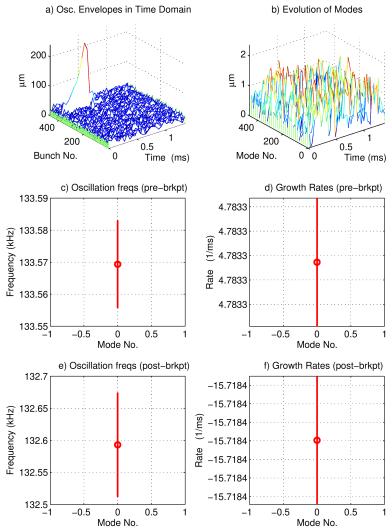 a) Osc. Envelopes in Time Domain
b) Evolution of Modes
200
100
0
µm
400
200
0
Bunch No.
0
0.5
1
Time (ms)
2
1
0
µm
400
200
0
Mode No.
0
0.5
1
Time (ms)
c) Oscillation freqs (pre−brkpt)
133.59
133.58
133.57
133.56
133.55
Frequency (kHz)
−1 −0.5 0 0.5 1
Mode No.
d) Growth Rates (pre−brkpt)
4.7833
4.7833
4.7833
4.7833
Rate (1/ms)
−1 −0.5 0 0.5 1
Mode No.
e) Oscillation freqs (post−brkpt)
132.7
132.65
132.6
132.55
132.5
Frequency (kHz)
−1 −0.5 0 0.5 1
Mode No.
f) Growth Rates (post−brkpt)
−15.7184
−15.7184
−15.7184
−15.7184
−15.7184
−15.7184
Rate (1/ms)
−1 −0.5 0 0.5 1
Mode No.